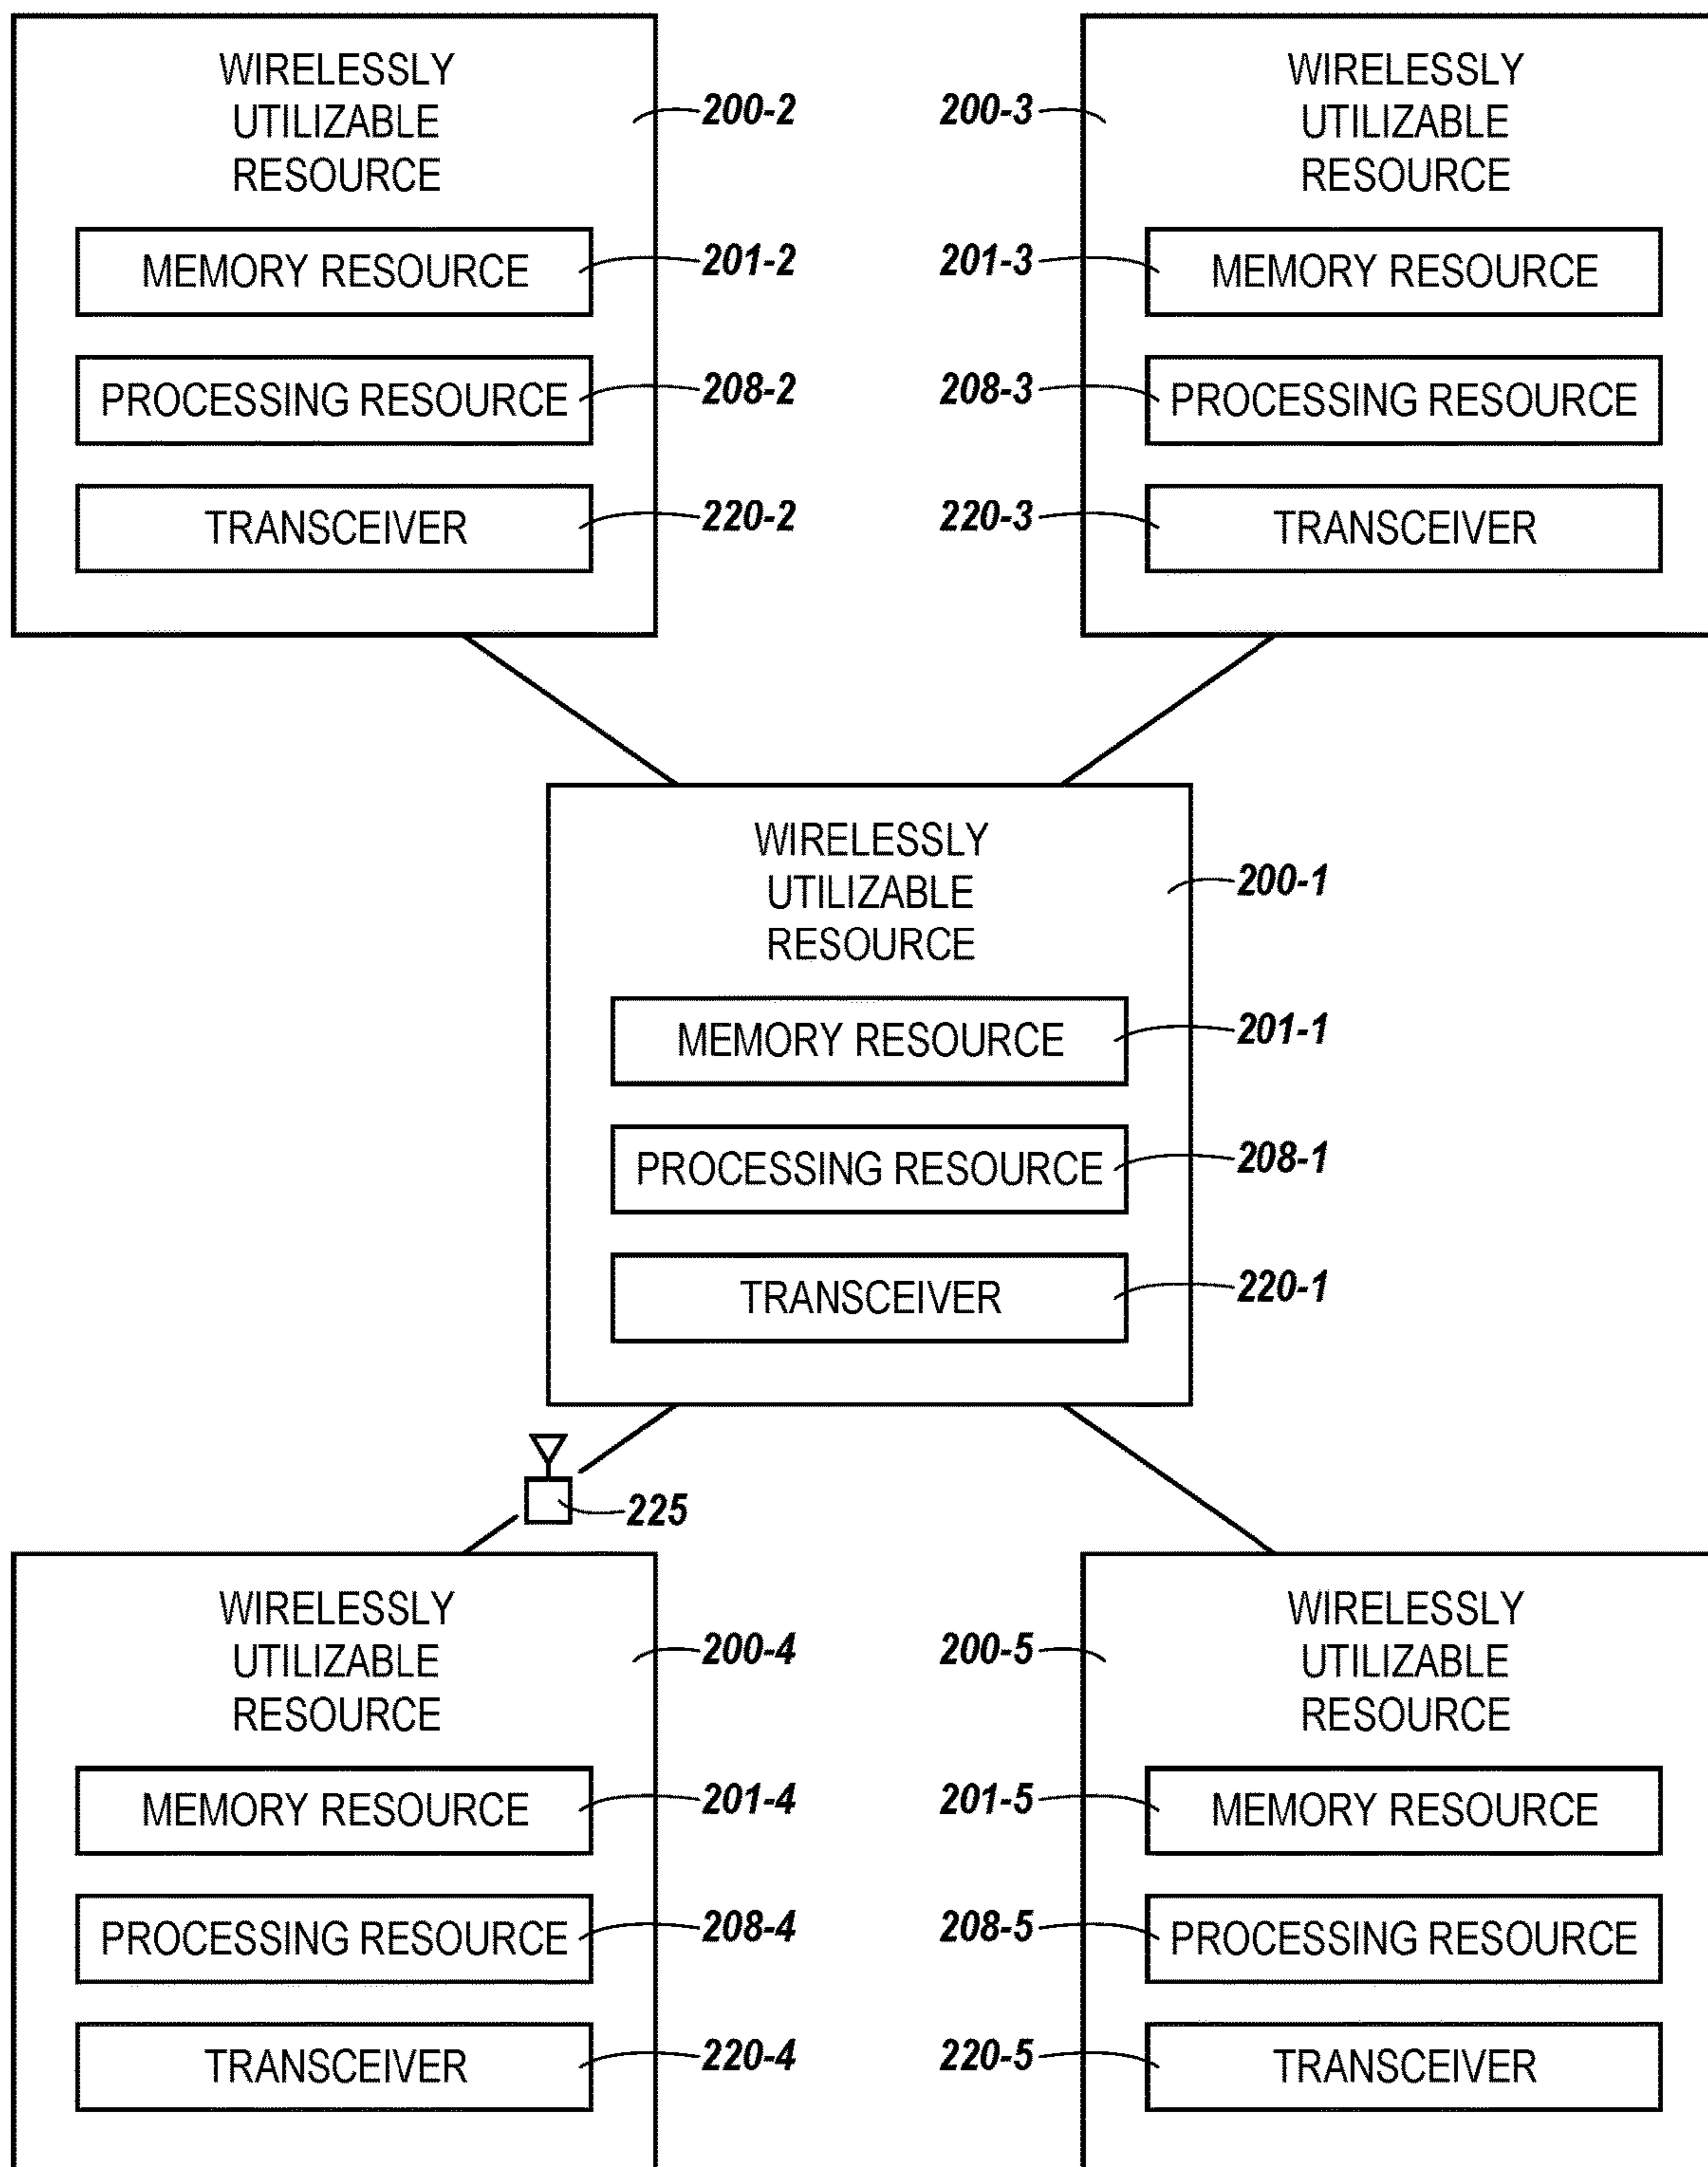 WIRELESSLY
UTILIZABLE
RESOURCE
200-2
MEMORY RESOURCE
201-2
PROCESSING RESOURCE
208-2
TRANSCEIVER
220-2
WIRELESSLY
UTILIZABLE
RESOURCE
200-3
201-3
MEMORY RESOURCE
208-3
PROCESSING RESOURCE
220-3
TRANSCEIVER
WIRELESSLY
UTILIZABLE
RESOURCE
200-1
MEMORY RESOURCE
201-1
PROCESSING RESOURCE
208-1
TRANSCEIVER
220-1
225
WIRELESSLY
UTILIZABLE
RESOURCE
200-4
MEMORY RESOURCE
201-4
PROCESSING RESOURCE
208-4
TRANSCEIVER
220-4
WIRELESSLY
UTILIZABLE
RESOURCE
200-5
201-5
MEMORY RESOURCE
208-5
PROCESSING RESOURCE
220-5
TRANSCEIVER